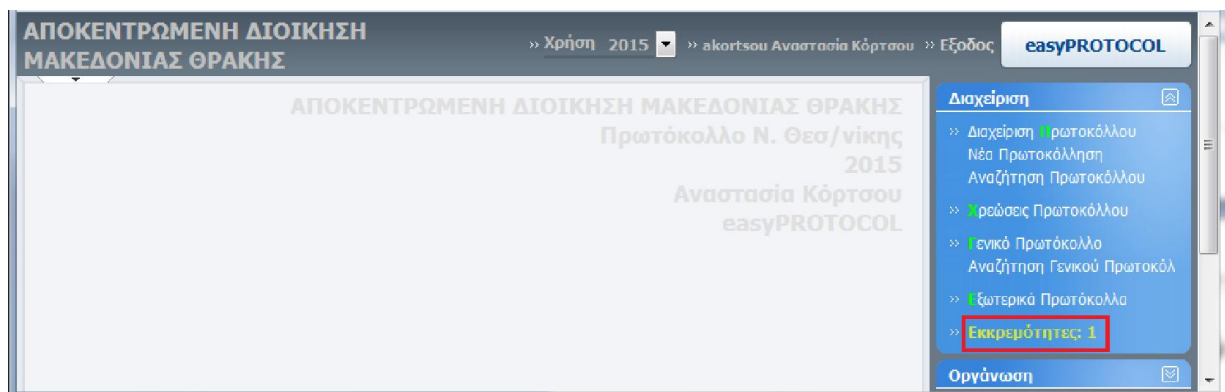 ΑΠΟΚΕΝΤΡΩΜΕΝΗ ΔΙΟΙΚΗΣΗ
ΜΑΚΕΔΟΝΙΑΣ ΘΡΑΚΗΣ
» Χρήση 2015 » akortsou Αναστασία Κόρτσου » Εξοδος easyPROTOCOL
ΑΠΟΚΕΝΤΡΩΜΕΝΗ ΔΙΟΙΚΗΣΗ ΜΑΚΕΔΟΝΙΑΣ ΘΡΑΚΗΣ
Πρωτόκολλο Ν. Θεσ/νίκης
2015
Αναστασία Κόρτσου
easyPROTOCOL
Διαχείριση
» Διαχείριση Πρωτοκόλλου
Νέα Πρωτοκόλληση
Αναζήτηση Πρωτοκόλλου
» Χρεώσεις Πρωτοκόλλου
» Γενικό Πρωτόκολλο
Αναζήτηση Γενικού Πρωτοκόλ
» Εξωτερικά Πρωτόκολλα
» Εκκρεμότητες: 1
Οργάνωση